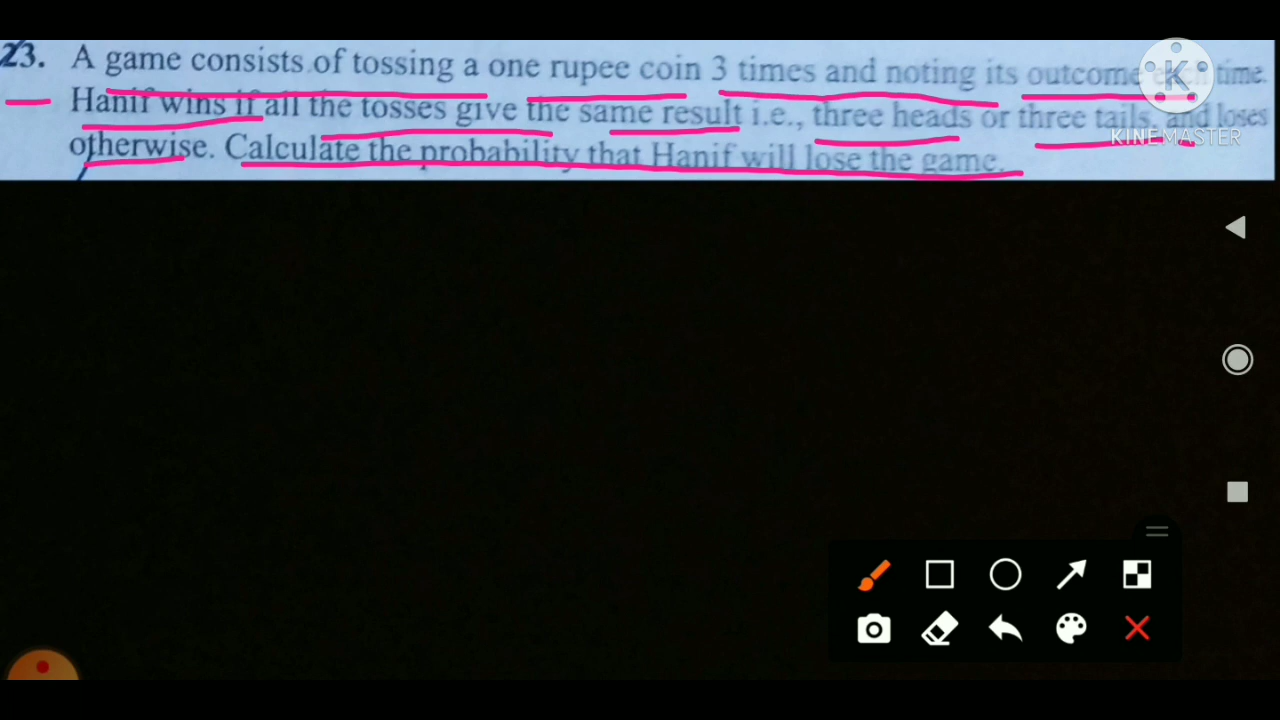 23. A game consists of tossing a one rupee coin 3 times and noting its outcome each time.
Hanif wins if all the tosses give the same result i.e., three heads or three tails, and loses
otherwise. Calculate the probability that Hanif will lose the game.
K
KINEMASTER